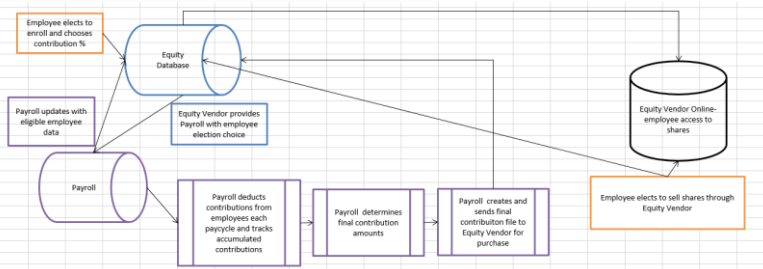 Employee elects to
enroll and chooses
contribution %
Equity
Database
Equity Vendor Online-
employee access to
shares
Payroll updates with
eligible employee
data
Equity Vendor provides
Payroll with employee
election choice
Payroll
Payroll deducts
contributions from
employees each
paycycle and tracks
accumulated
contributions
Payroll determines
final contribution
amounts
Payroll creates and
sends final
contribuiton file to
Equity Vendor for
purchase
Employee elects to sell shares through
Equity Vendor